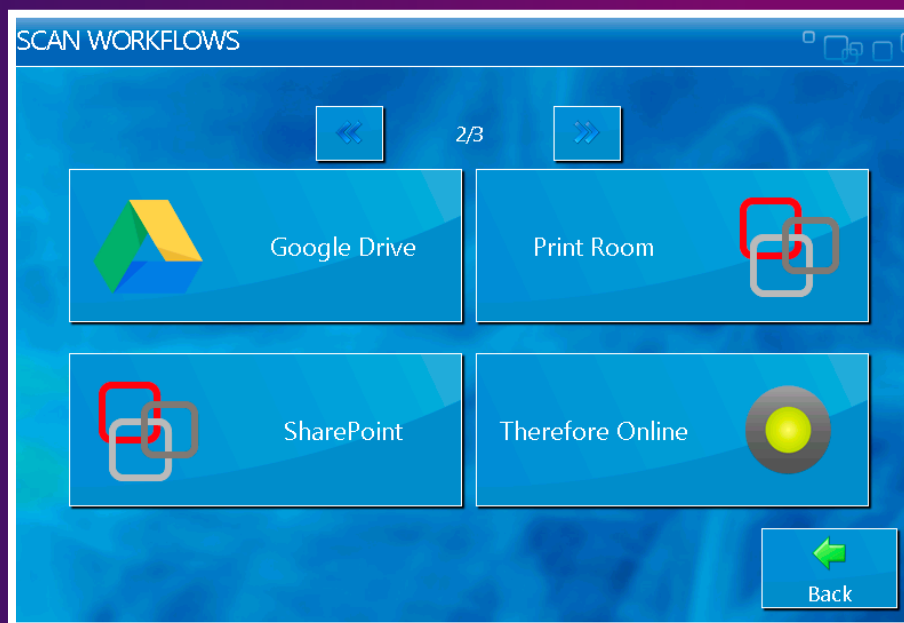 SCAN WORKFLOWS
2/3
Google Drive
Print Room
SharePoint
Therefore Online
Back